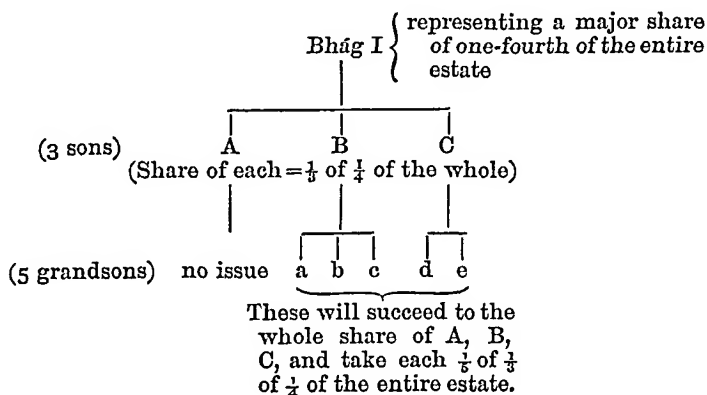 Bhág I { representing a major share
of one-fourth of the entire
estate
A B C
(3 sons)
(Share of each = 1/3 of 1/4 of the whole)
(5 grandsons) no issue a b c d e
These will succeed to the
whole share of A, B,
C, and take each 1/5 of 1/3
of 1/4 of the entire estate.